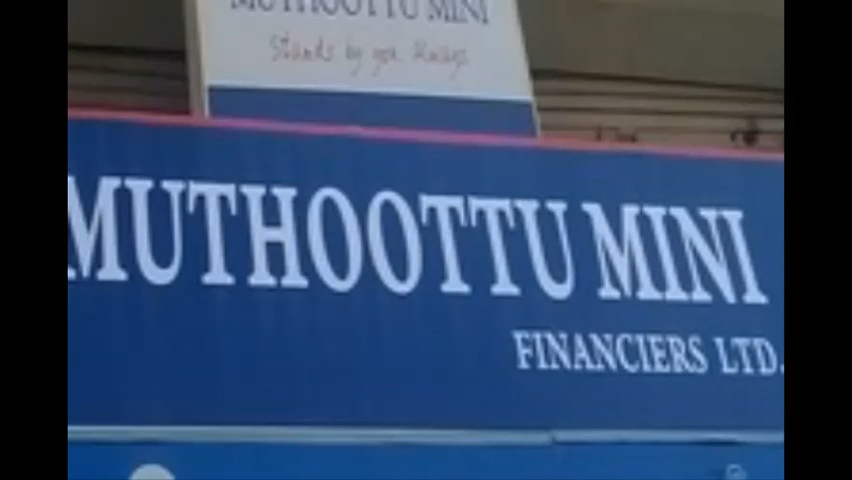 MUTHOOTTU MINI
Stands by you always
MUTHOOTTU MINI
FINANCIERS LTD.